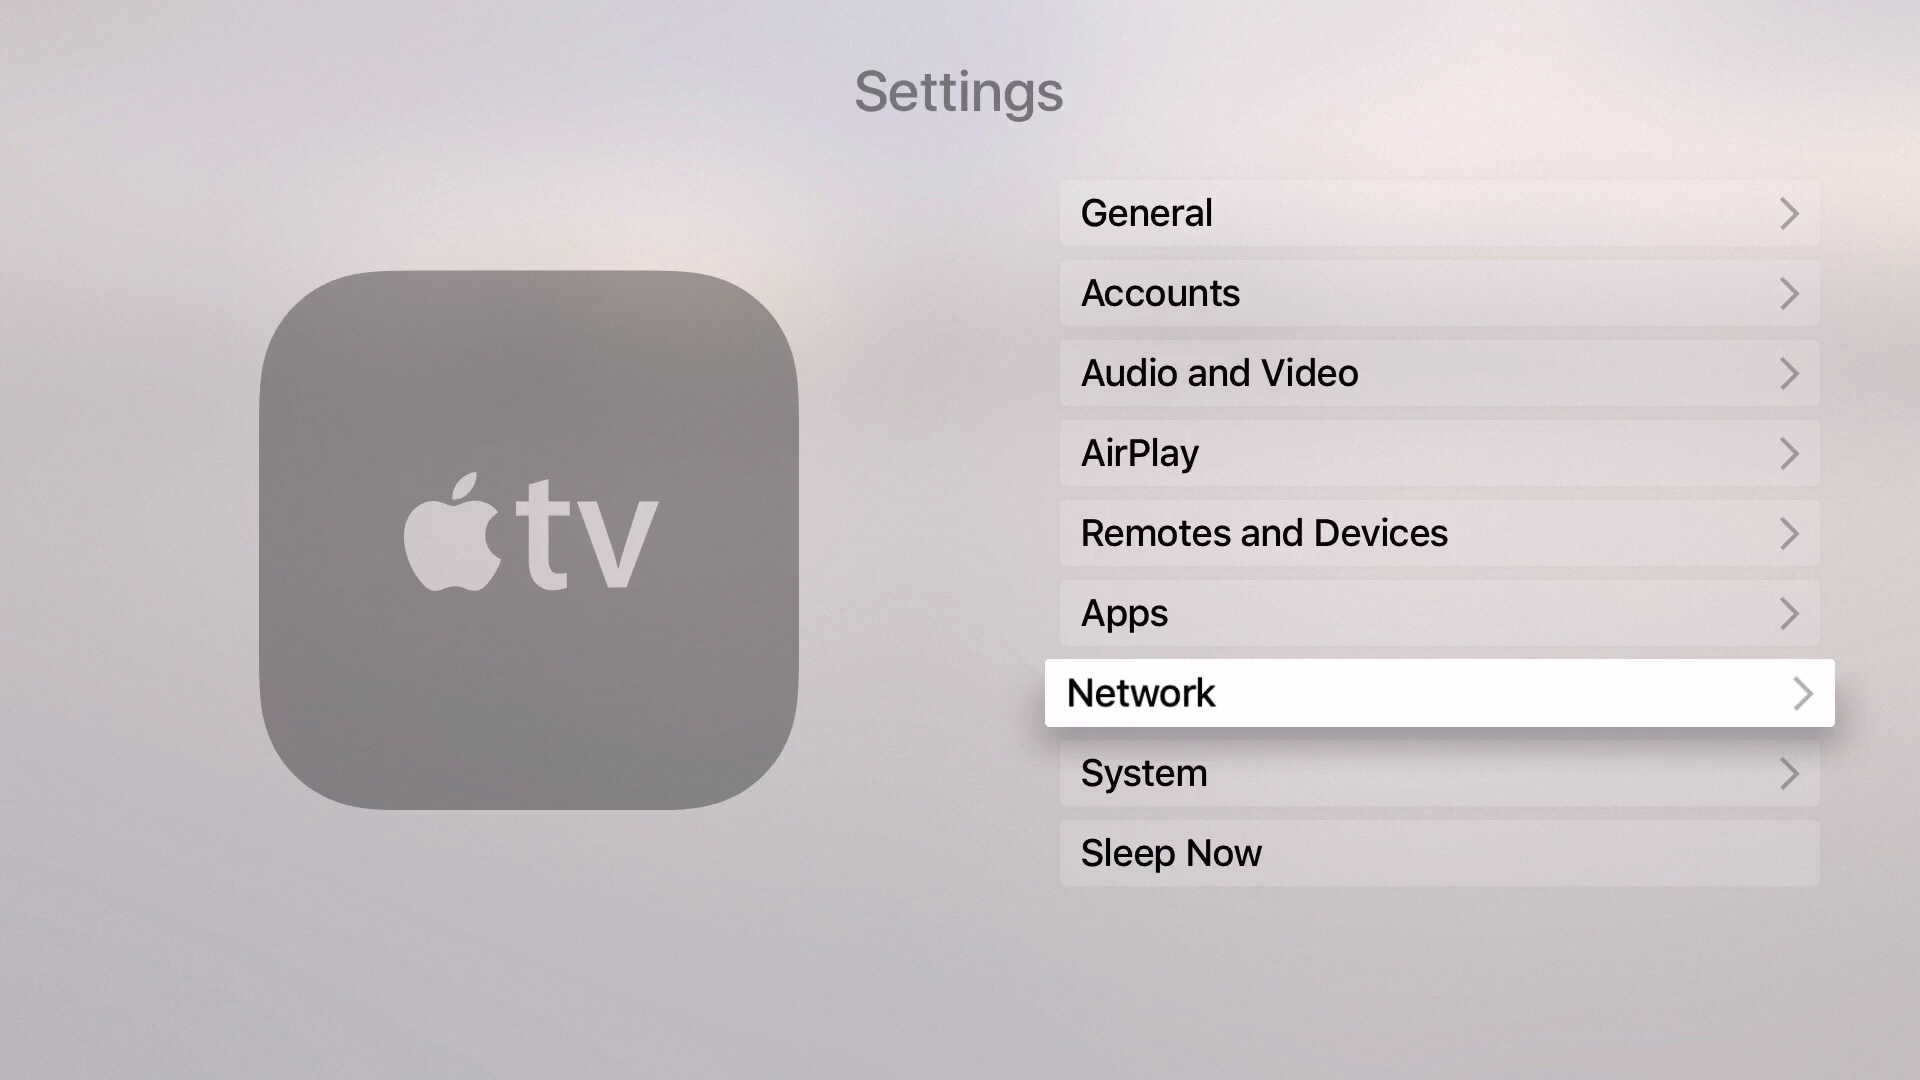 Settings
tv
General
Accounts
Audio and Video
AirPlay
Remotes and Devices
Apps
Network
System
Sleep Now